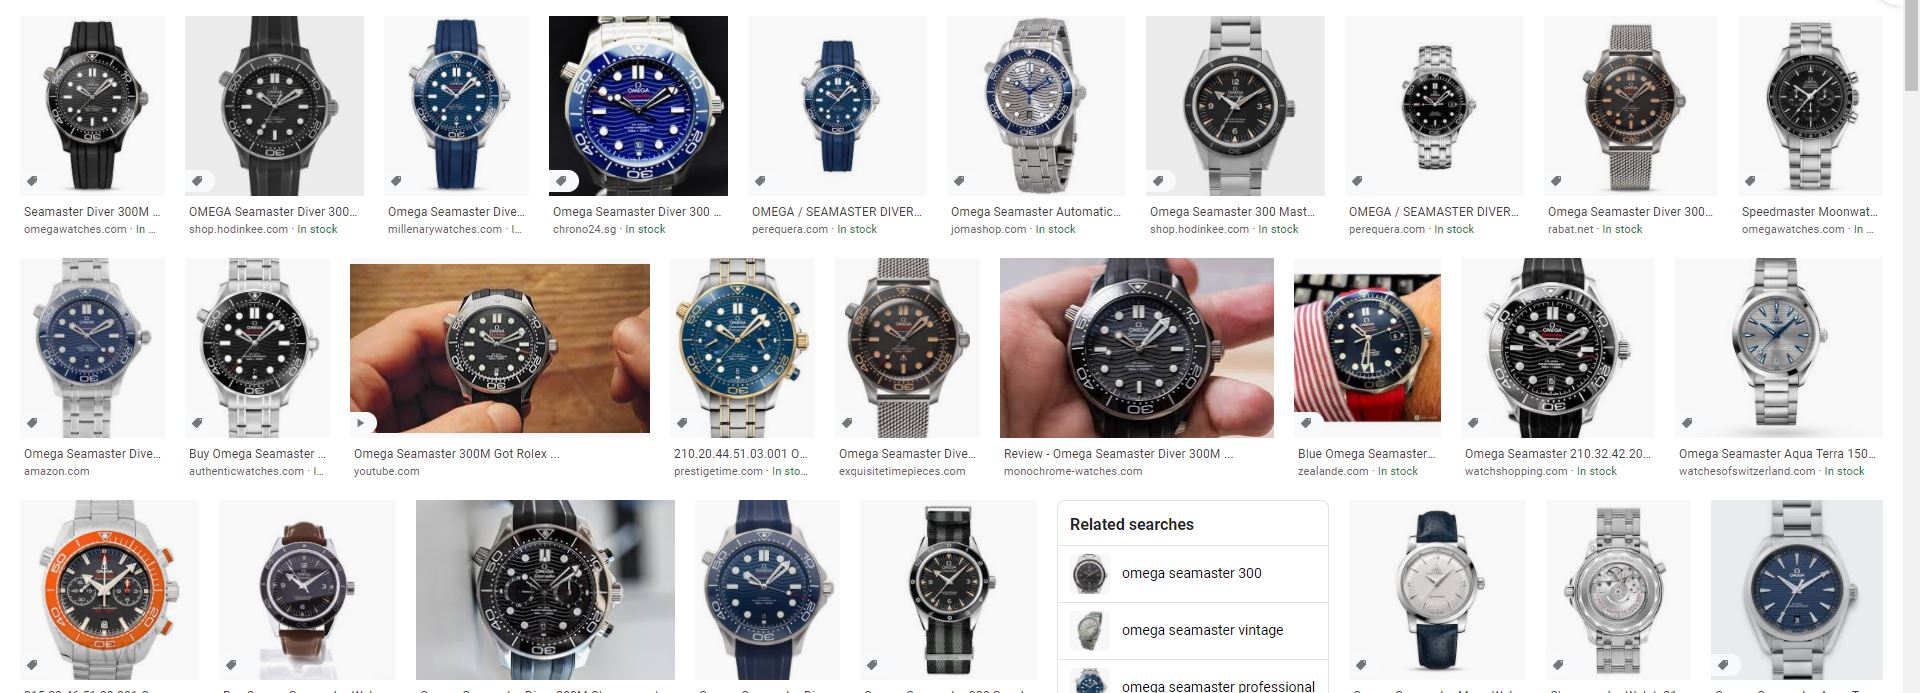 Seamaster Diver 300M ...
omegawatches.com · In ...
OMEGA Seamaster Diver 300...
shop.hodinkee.com · In stock
Omega Seamaster Dive...
millenarywatches.com · I...
Omega Seamaster Diver 300 ...
chrono24.sg · In stock
OMEGA / SEAMASTER DIVER...
perequera.com · In stock
Omega Seamaster Automatic...
jomashop.com · In stock
Omega Seamaster 300 Mast...
shop.hodinkee.com · In stock
OMEGA / SEAMASTER DIVER...
perequera.com · In stock
Omega Seamaster Diver 300...
rabat.net · In stock
Speedmaster Moonwat...
omegawatches.com · In ...
Omega Seamaster Dive...
amazon.com
Buy Omega Seamaster ...
authenticwatches.com · I...
Omega Seamaster 300M Got Rolex ...
youtube.com
210.20.44.51.03.001 O...
prestigetime.com · In sto...
Omega Seamaster Dive...
exquisitetimepieces.com
Review - Omega Seamaster Diver 300M ...
monochrome-watches.com
Blue Omega Seamaster...
zealande.com · In stock
Omega Seamaster 210.32.42.20...
watchshopping.com · In stock
Omega Seamaster Aqua Terra 150...
watchesofswitzerland.com · In stock
Related searches
omega seamaster 300
omega seamaster vintage
omega seamaster professional